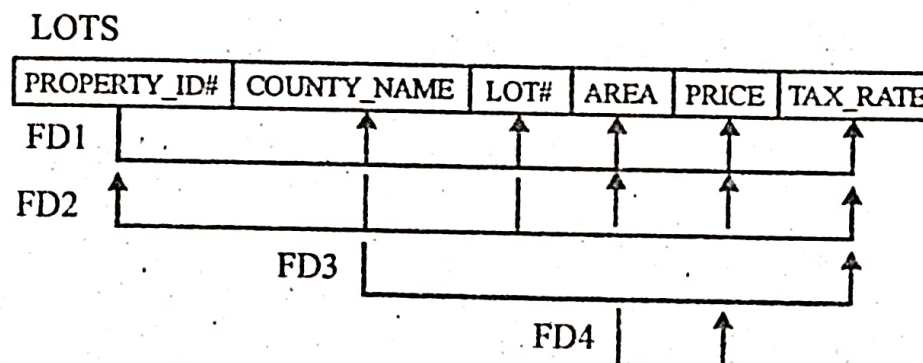 LOTS
PROPERTY_ID# COUNTY_NAME LOT# AREA PRICE TAX_RATE
FD1
FD2
FD3
FD4